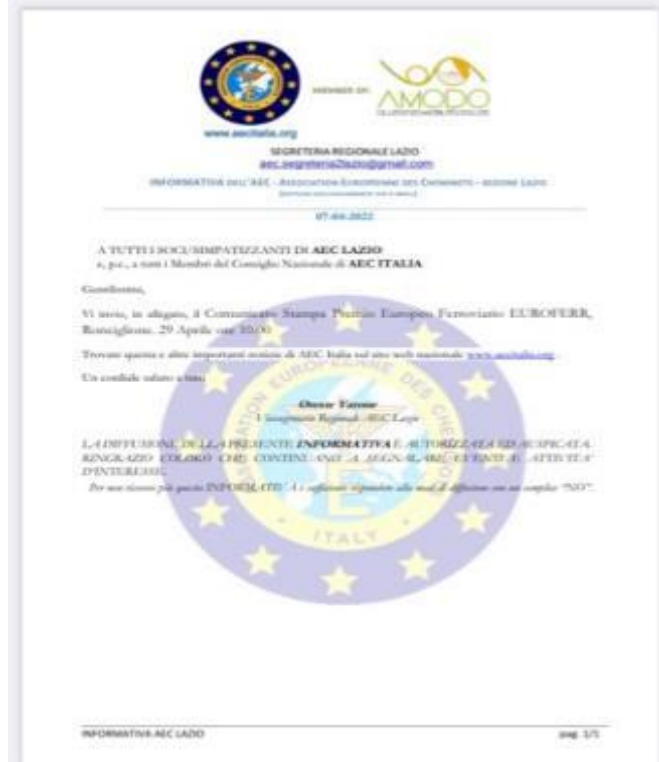 MEMBER OF:
AMODO
www.aecitalia.org
SEGRETERIA REGIONALE LAZIO
aec.segreteria2lazio@gmail.com
INFORMATIVA DELL'AEC - ASSOCIATION EUROPEENNE DES CHEMINOTS - SEZIONE LAZIO
07-04-2022
A TUTTI I SOCI/SIMPATIZZANTI DI AEC LAZIO
e, p.c., a tutti i Membri del Consiglio Nazionale di AEC ITALIA
Gentilissimi,
Vi invio, in allegato, il Comunicato Stampa Premio Europeo Ferroviario EUROFERR,
Ronciglione. 29 Aprile ore 10,00
Trovate questa e altre importanti notizie di AEC Italia sul sito web nazionale www.aecitalia.org
Un cordiale saluto a tutti
Segretario Regionale AEC Lazio
LA DIFFUSIONE DELLA PRESENTE INFORMATIVA È AUTORIZZATA ED AUSPICATA.
RINGRAZIO COLORO CHE CONTINUANO A SEGNALARE EVENTI E ATTIVITA'
D'INTERESSE.
Per non ricevere più questa INFORMATIVA è sufficiente rispondere alla mail di diffusione con un semplice "NO".
ITALY
INFORMATIVA AEC LAZIO
pag. 1/1